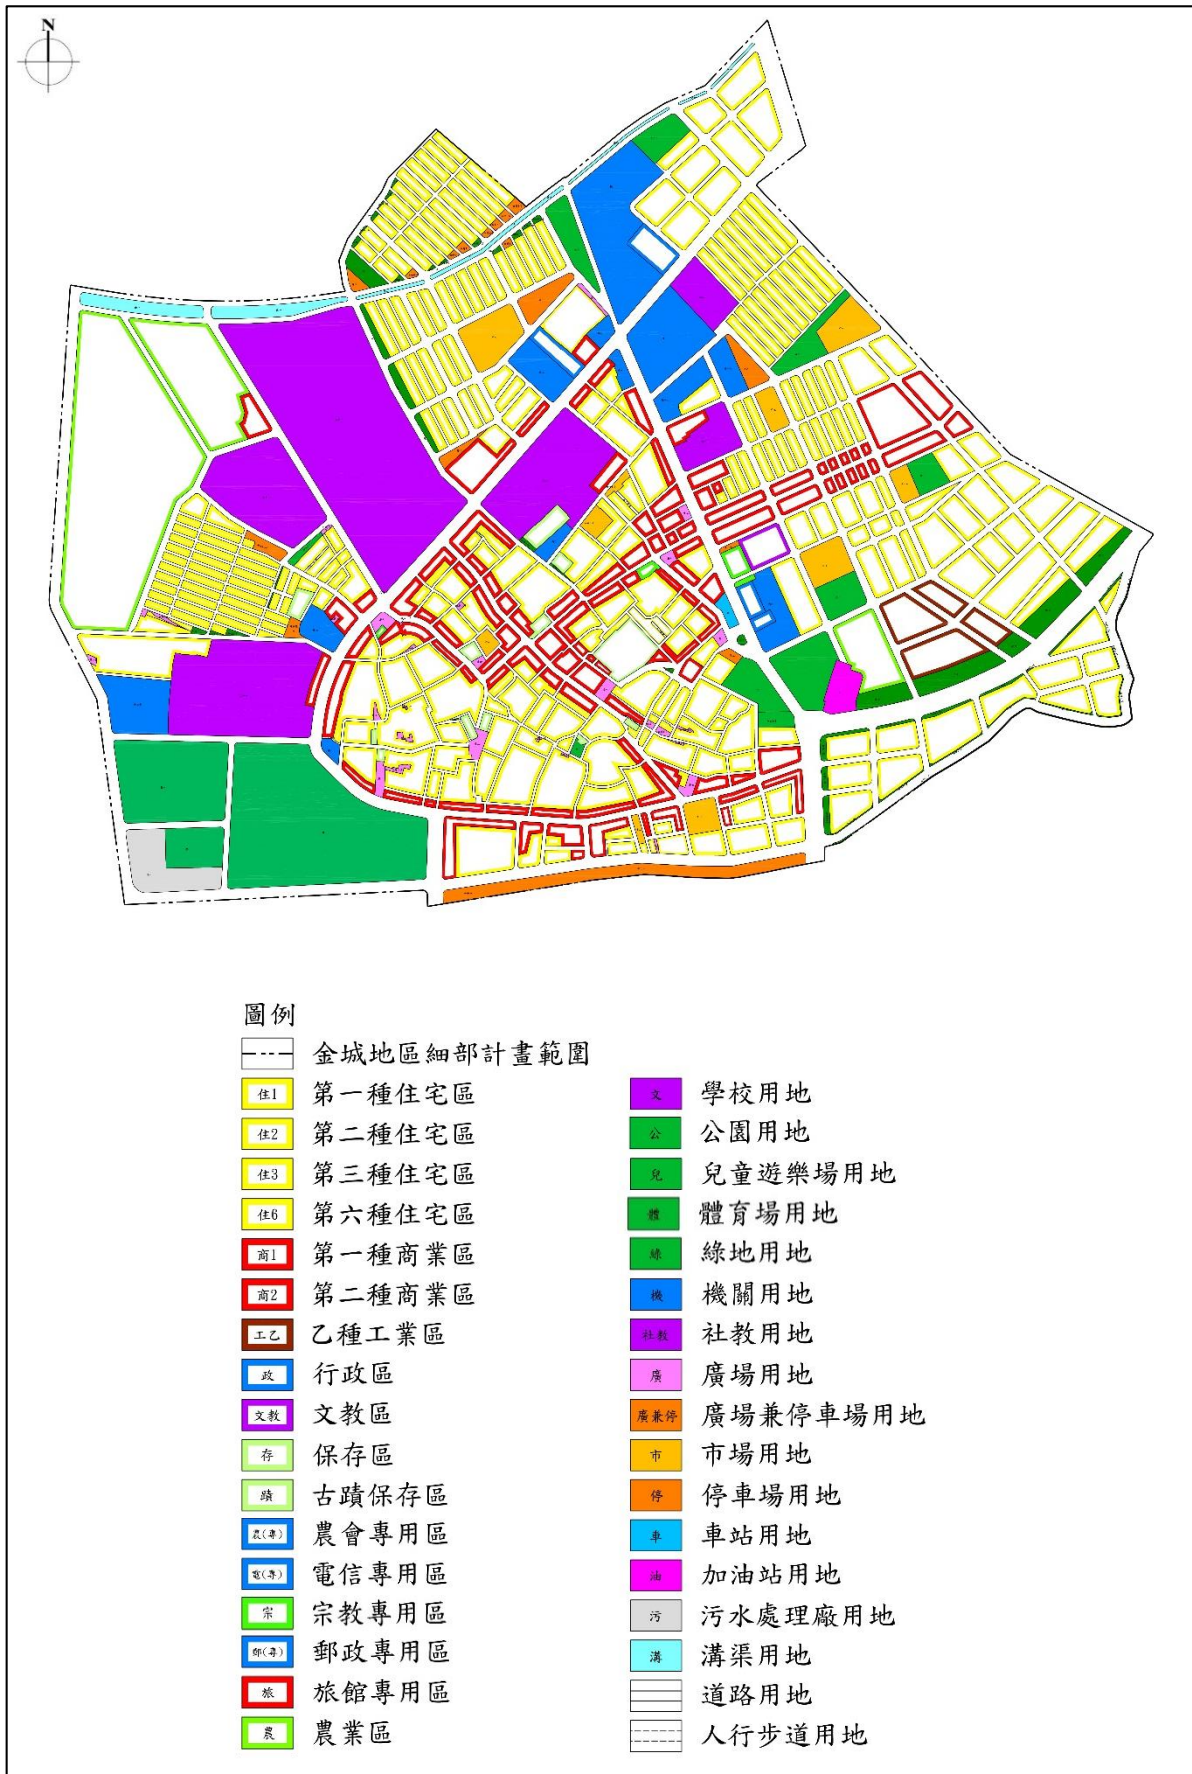 N
圖例
金城地區細部計畫範圍
住1 第一種住宅區
住2 第二種住宅區
住3 第三種住宅區
住6 第六種住宅區
商1 第一種商業區
商2 第二種商業區
工乙 乙種工業區
政 行政區
文教 文教區
存 保存區
蹟 古蹟保存區
農(專) 農會專用區
電(專) 電信專用區
宗 宗教專用區
郵(專) 郵政專用區
旅 旅館專用區
農 農業區
文 學校用地
公 公園用地
兒 兒童遊樂場用地
體 體育場用地
綠 綠地用地
機 機關用地
社教 社教用地
廣 廣場用地
廣兼停 廣場兼停車場用地
市 市場用地
停 停車場用地
車 車站用地
油 加油站用地
污 污水處理廠用地
溝 溝渠用地
道路用地
人行步道用地